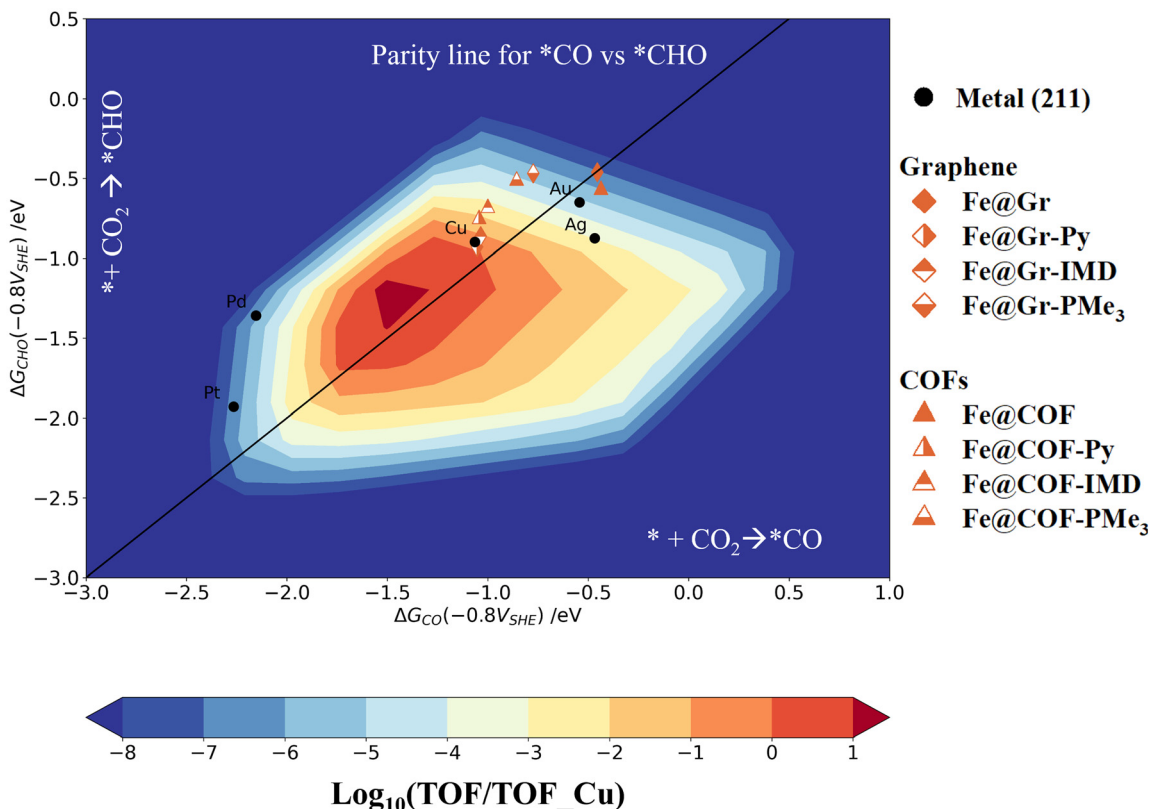 0.5
0.0
−0.5
−1.0
−1.5
−2.0
−2.5
−3.0
ΔG_CHO(−0.8V_SHE) /eV
* + CO₂ → *CHO
Parity line for *CO vs *CHO
Au
Ag
Cu
Pd
Pt
* + CO₂→*CO
−3.0 −2.5 −2.0 −1.5 −1.0 −0.5 0.0 0.5 1.0
ΔG_CO(−0.8V_SHE) /eV
Metal (211)
Graphene
Fe@Gr
Fe@Gr-Py
Fe@Gr-IMD
Fe@Gr-PMe₃
COFs
Fe@COF
Fe@COF-Py
Fe@COF-IMD
Fe@COF-PMe₃
−8 −7 −6 −5 −4 −3 −2 −1 0 1
Log₁₀(TOF/TOF_Cu)